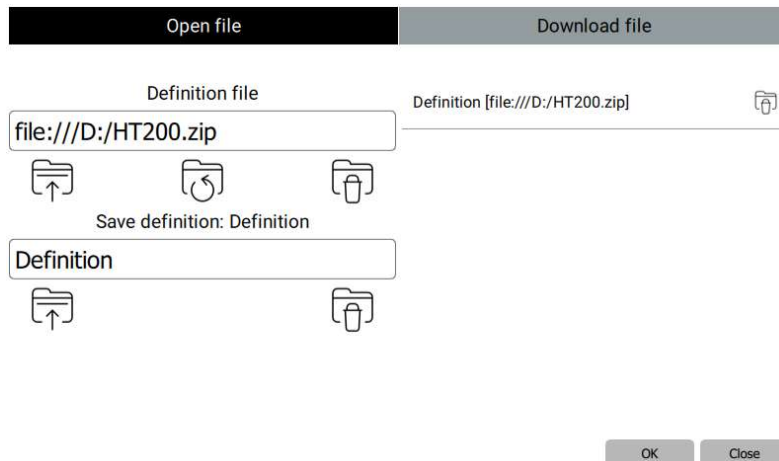 Open file
Download file
Definition file
file:///D:/HT200.zip
Save definition: Definition
Definition
Definition [file:///D:/HT200.zip]
OK
Close